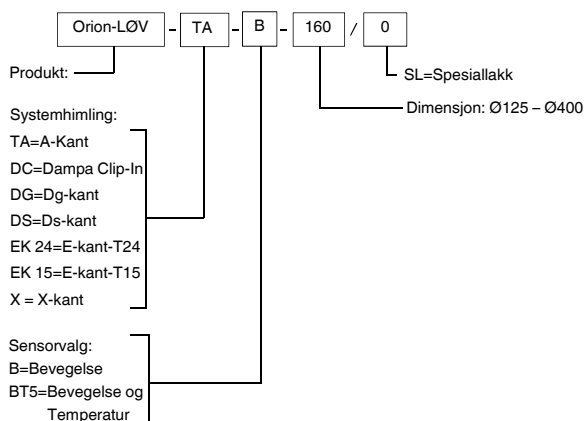 Orion-LØV - TA - B - 160 / 0
Produkt:
SL=Spesiallakk
Dimensjon: Ø125 – Ø400
Systemhimling:
TA=A-Kant
DC=Dampa Clip-In
DG=Dg-kant
DS=Ds-kant
EK 24=E-kant-T24
EK 15=E-kant-T15
X = X-kant
Sensorvalg:
B=Bevegelse
BT5=Bevegelse og
Temperatur